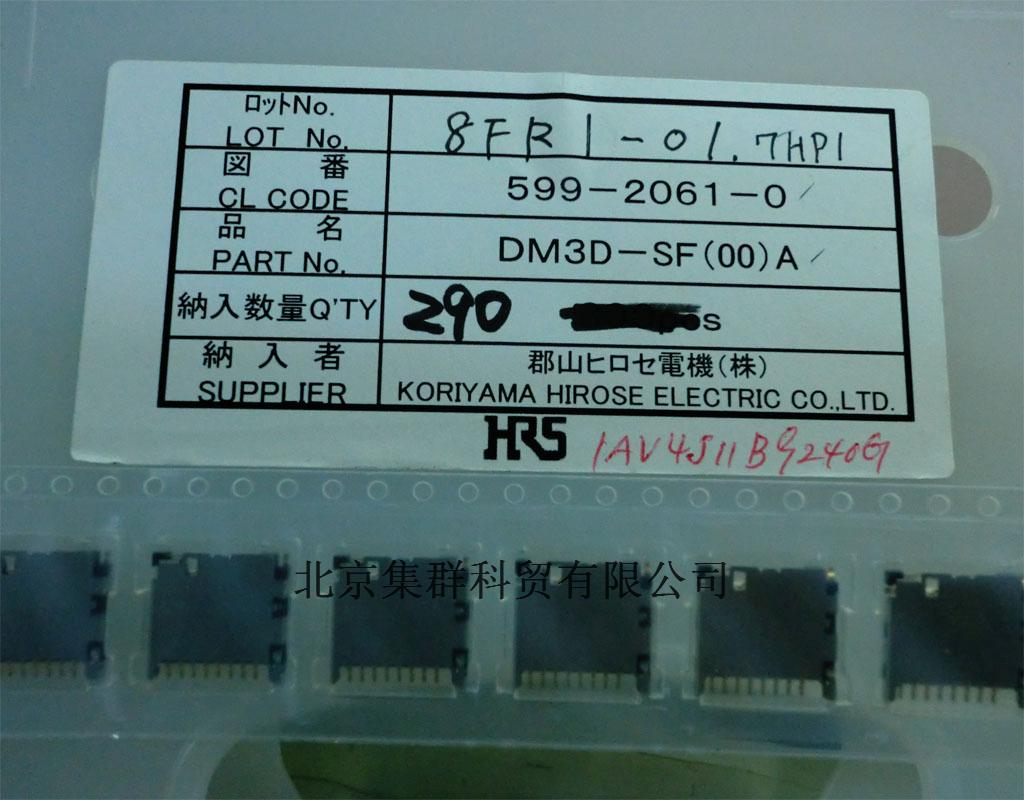 ロットNo.
LOT No.
8FR1-01. 7HP1
図番
CL CODE
599-2061-0
品名
PART No.
DM3D-SF(00)A
納入数量Q'TY
290
納入者
SUPPLIER
郡山ヒロセ電機(株)
KORIYAMA HIROSE ELECTRIC CO.,LTD.
HRS
1AV4J11B9240G
北京集群科贸有限公司